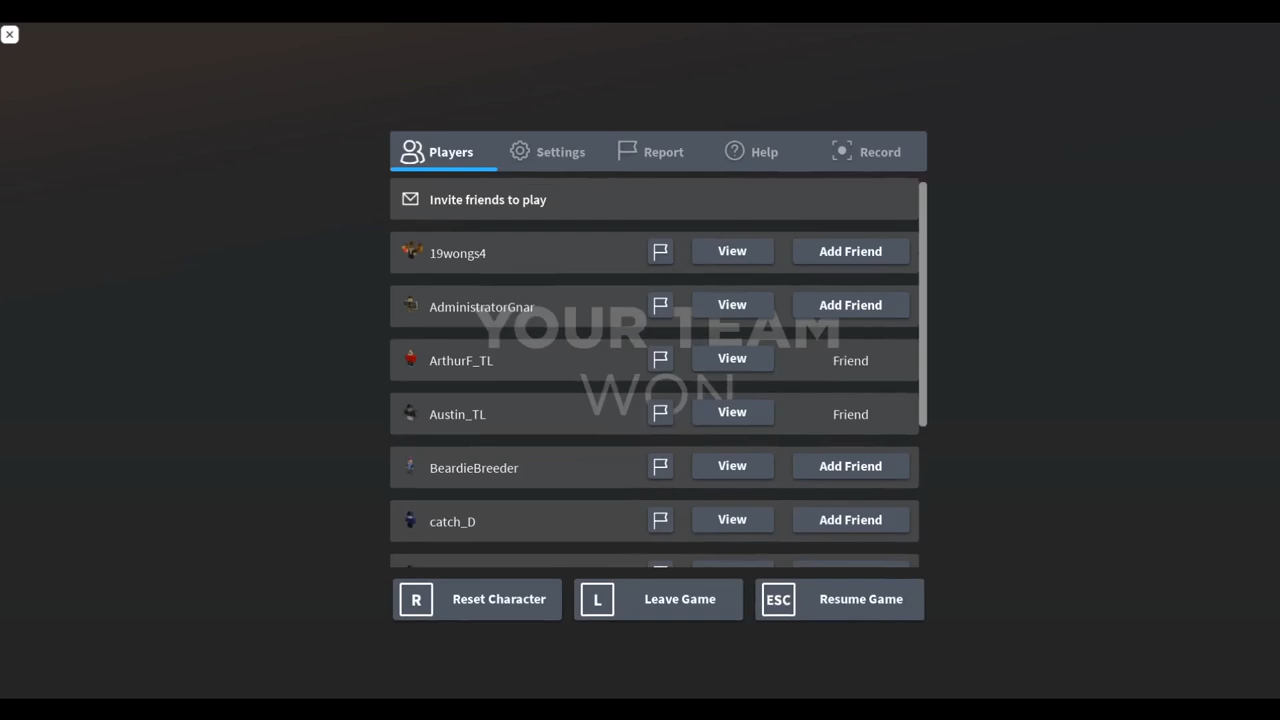 Players Settings Report Help Record
Invite friends to play
19wongs4 View Add Friend
AdministratorGnar View Add Friend
YOUR TEAM
ArthurF_TL View Friend
WON
Austin_TL View Friend
BeardieBreeder View Add Friend
catch_D View Add Friend
R Reset Character L Leave Game ESC Resume Game